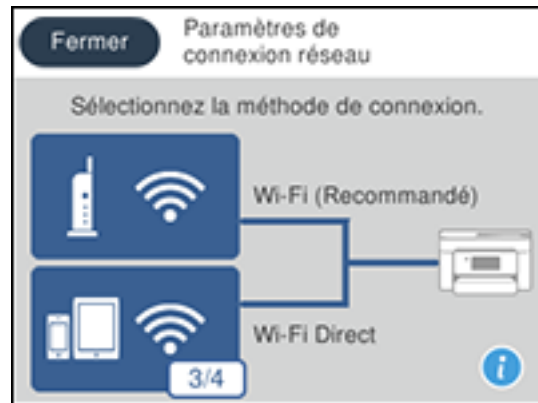 Fermer
Paramètres de
connexion réseau
Sélectionnez la méthode de connexion.
Wi-Fi (Recommandé)
Wi-Fi Direct
3/4
i